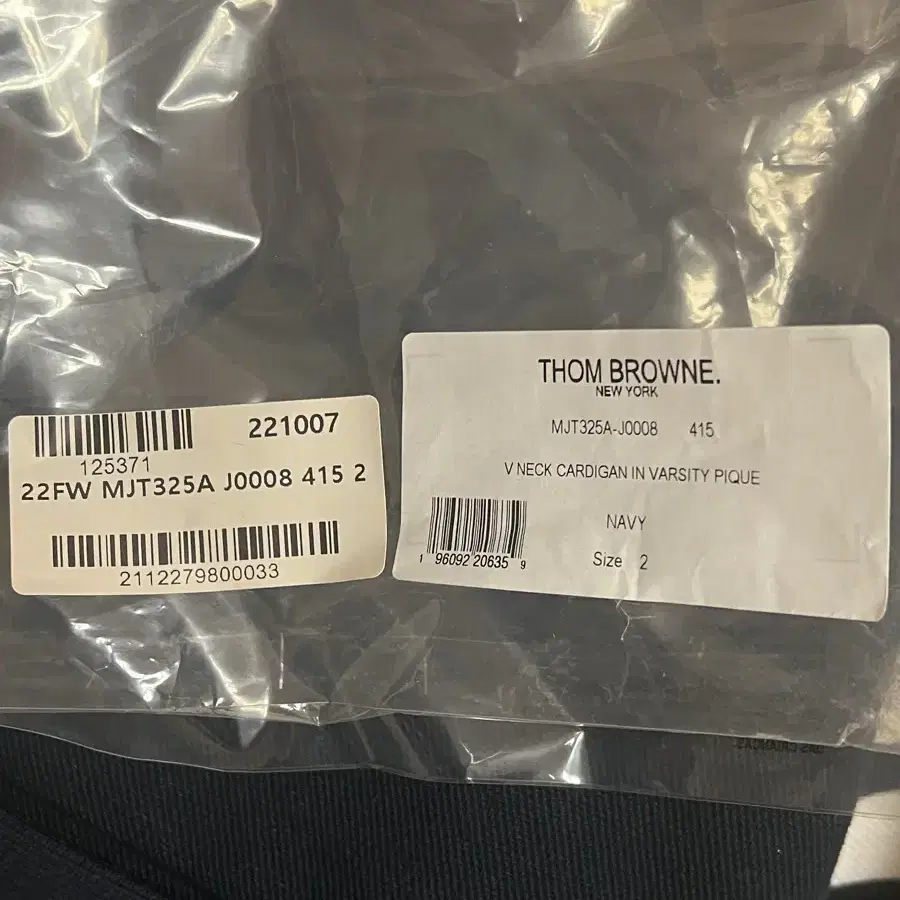 221007
125371
22FW MJT325A J0008 415 2
2112279800033
THOM BROWNE.
NEW YORK
MJT325A-J0008 415
V NECK CARDIGAN IN VARSITY PIQUE
NAVY
1 96092 20635 9
Size 2